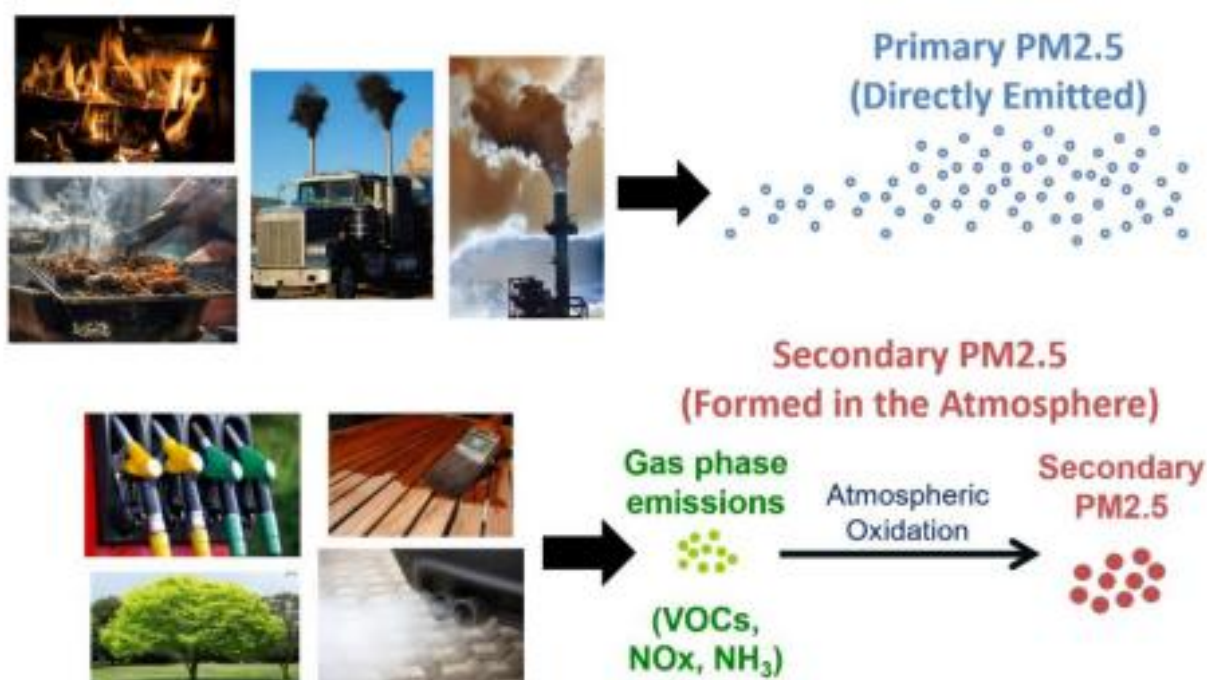 Primary PM2.5
(Directly Emitted)
Secondary PM2.5
(Formed in the Atmosphere)
Gas phase
emissions
Atmospheric
Oxidation
Secondary
PM2.5
(VOCs,
NOx, NH₃)